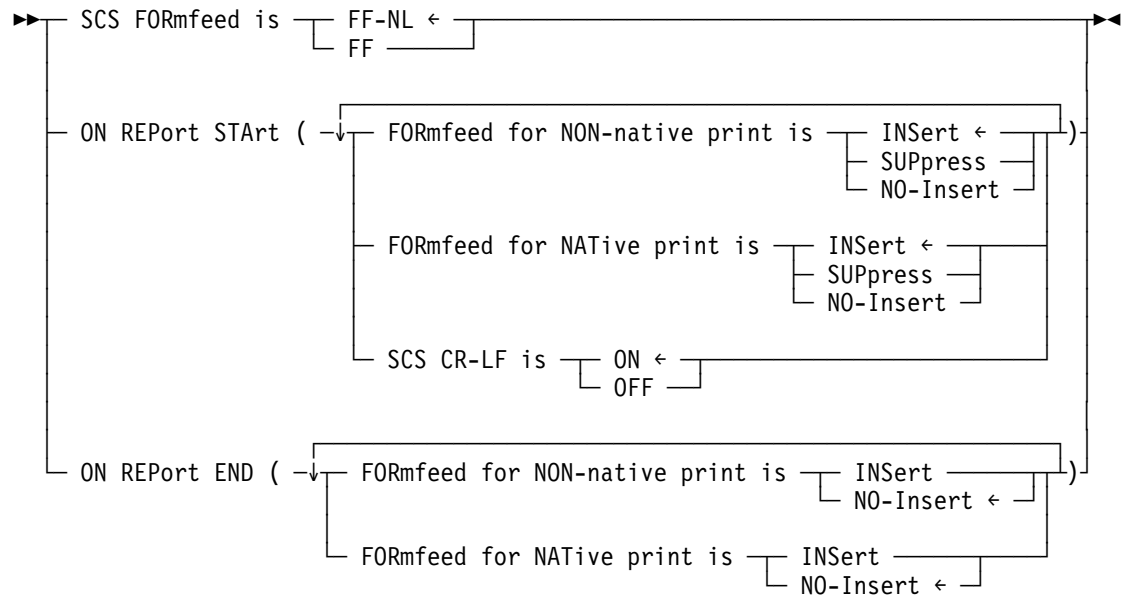 SCS FORmfeed is FF-NL ←
FF
ON REPort STArt ( FORmfeed for NON-native print is INSert ← )
SUPpress
NO-Insert
FORmfeed for NATive print is INSert ←
SUPpress
NO-Insert
SCS CR-LF is ON ←
OFF
ON REPort END ( FORmfeed for NON-native print is INSert )
NO-Insert ←
FORmfeed for NATive print is INSert
NO-Insert ←